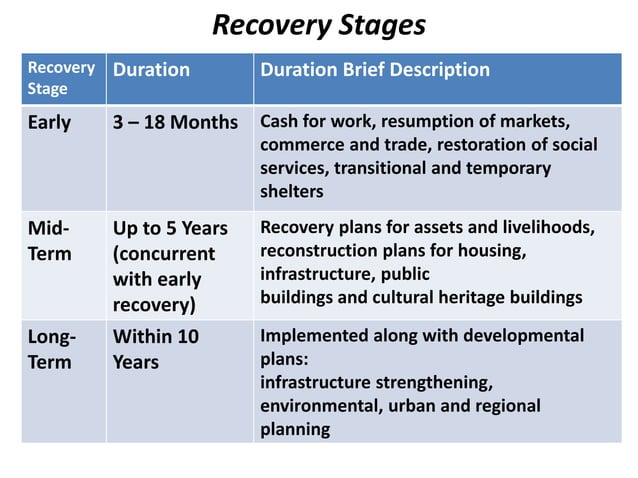 Recovery Stages
Recovery
Stage
Duration
Duration Brief Description
Early
3 – 18 Months
Cash for work, resumption of markets,
commerce and trade, restoration of social
services, transitional and temporary
shelters
Mid-
Term
Up to 5 Years
(concurrent
with early
recovery)
Recovery plans for assets and livelihoods,
reconstruction plans for housing,
infrastructure, public
buildings and cultural heritage buildings
Long-
Term
Within 10
Years
Implemented along with developmental
plans:
infrastructure strengthening,
environmental, urban and regional
planning